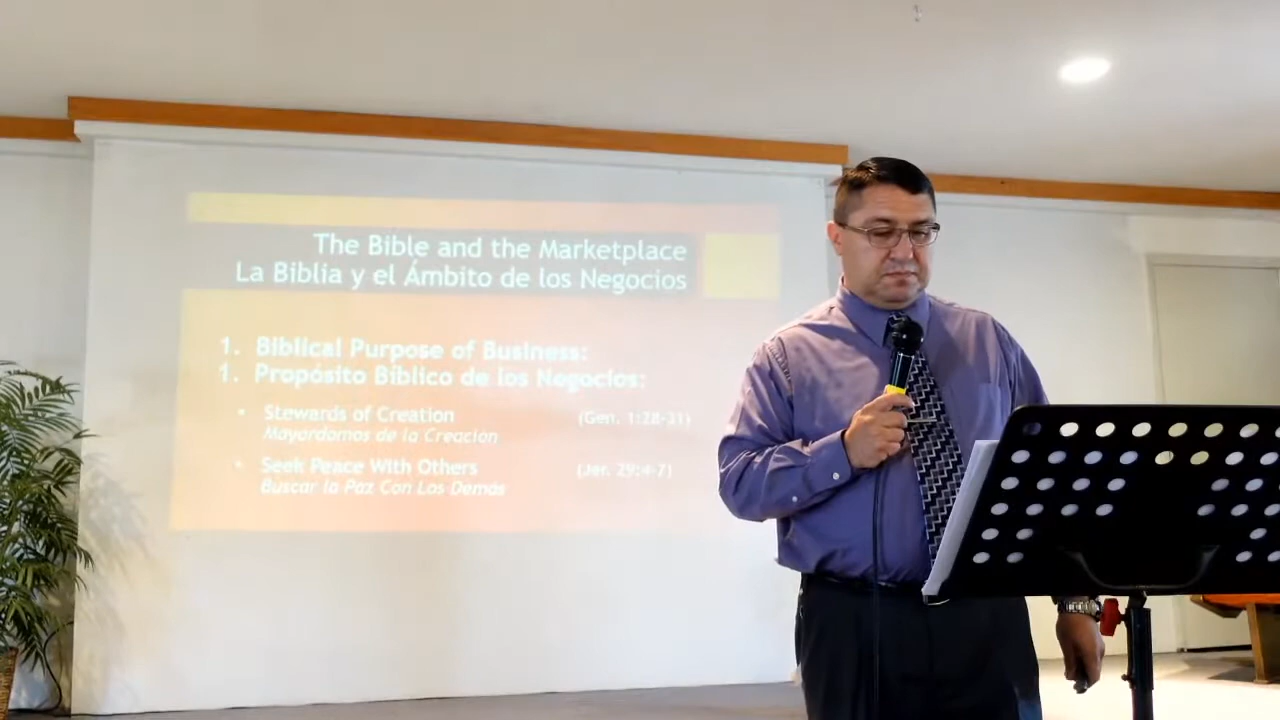 The Bible and the Marketplace
La Biblia y el Ámbito de los Negocios
1. Biblical Purpose of Business:
1. Propósito Bíblico de los Negocios:
• Stewards of Creation (Gen. 1:28-31)
Mayordomos de la Creación
• Seek Peace With Others (Jer. 29:4-7)
Buscar la Paz Con Los Demás